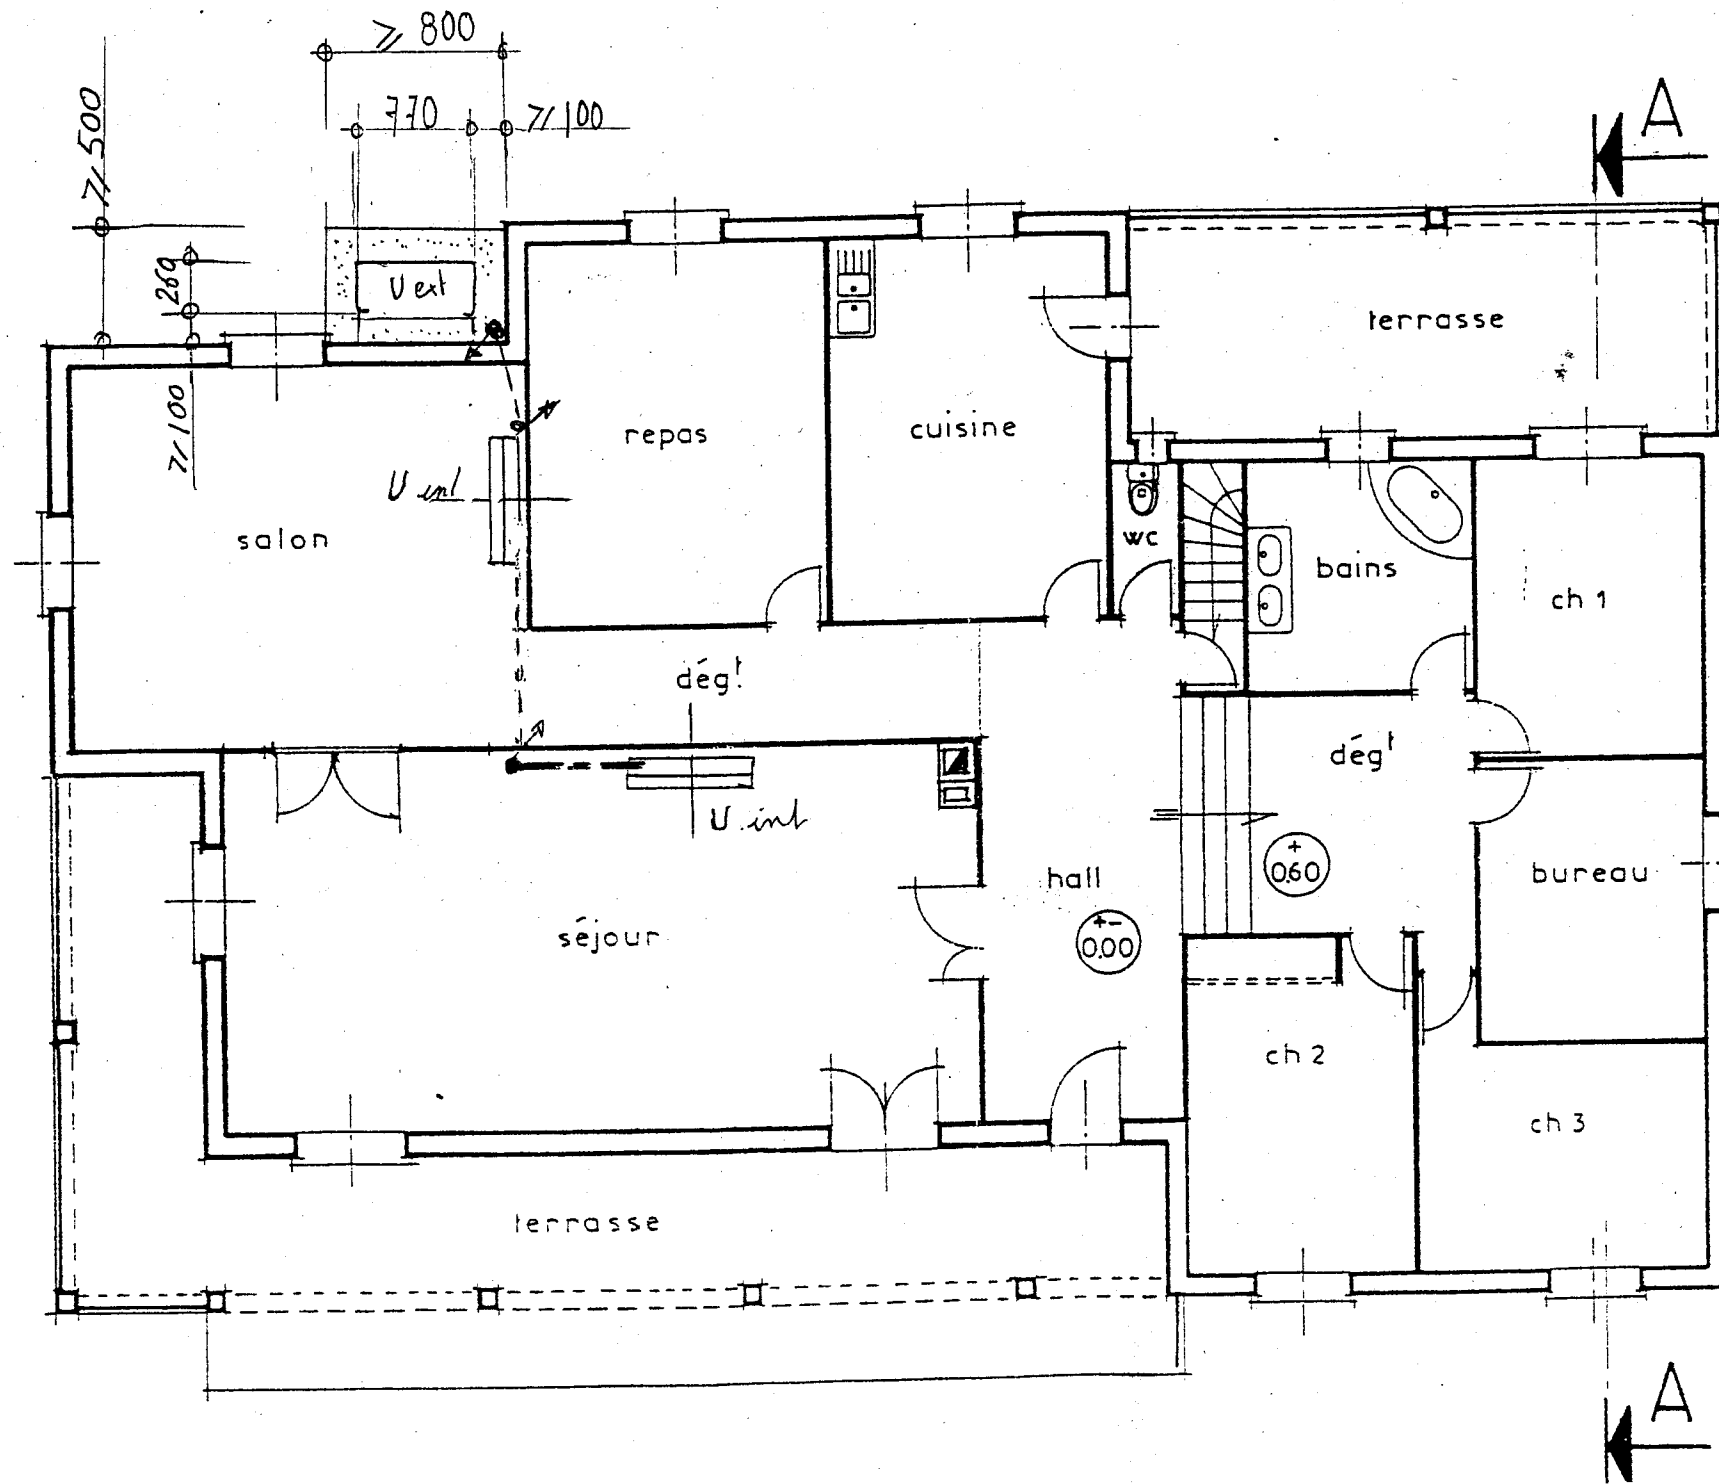 ≥ 800
770
≥ 100
≥ 500
A
260
U ext
terrasse
≥ 100
repas
cuisine
U int
salon
wc
bains
ch 1
dég!
dégt
U int
hall
+
0.60
bureau
séjour
+-
0.00
ch 2
ch 3
terrasse
A